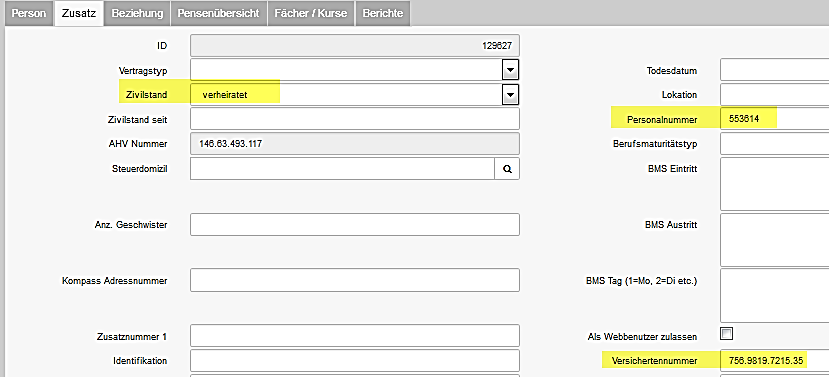 Person Zusatz Beziehung Pensenübersicht Fächer / Kurse Berichte
ID 129627
Vertragstyp Todesdatum
Zivilstand verheiratet Lokation
Zivilstand seit Personalnummer 553614
AHV Nummer 146.63.493.117 Berufsmaturitätstyp
Steuerdomizil BMS Eintritt
Anz. Geschwister BMS Austritt
Kompass Adressnummer BMS Tag (1=Mo, 2=Di etc.)
Zusatznummer 1 Als Webbenutzer zulassen
Identifikation Versichertennummer 756.9819.7215.35